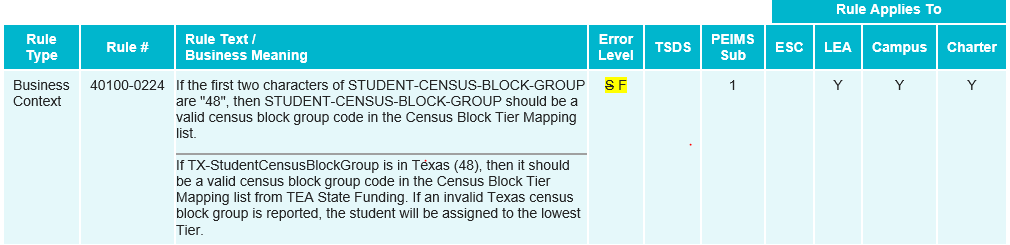 Rule Applies To
Rule Type
Rule #
Rule Text /
Business Meaning
Error Level
TSDS
PEIMS Sub
ESC
LEA
Campus
Charter
Business Context
40100-0224
If the first two characters of STUDENT-CENSUS-BLOCK-GROUP
are "48", then STUDENT-CENSUS-BLOCK-GROUP should be a
valid census block group code in the Census Block Tier Mapping
list.
S F
1
Y
Y
Y
If TX-StudentCensusBlockGroup is in Texas (48), then it should
be a valid census block group code in the Census Block Tier
Mapping list from TEA State Funding. If an invalid Texas census
block group is reported, the student will be assigned to the lowest
Tier.